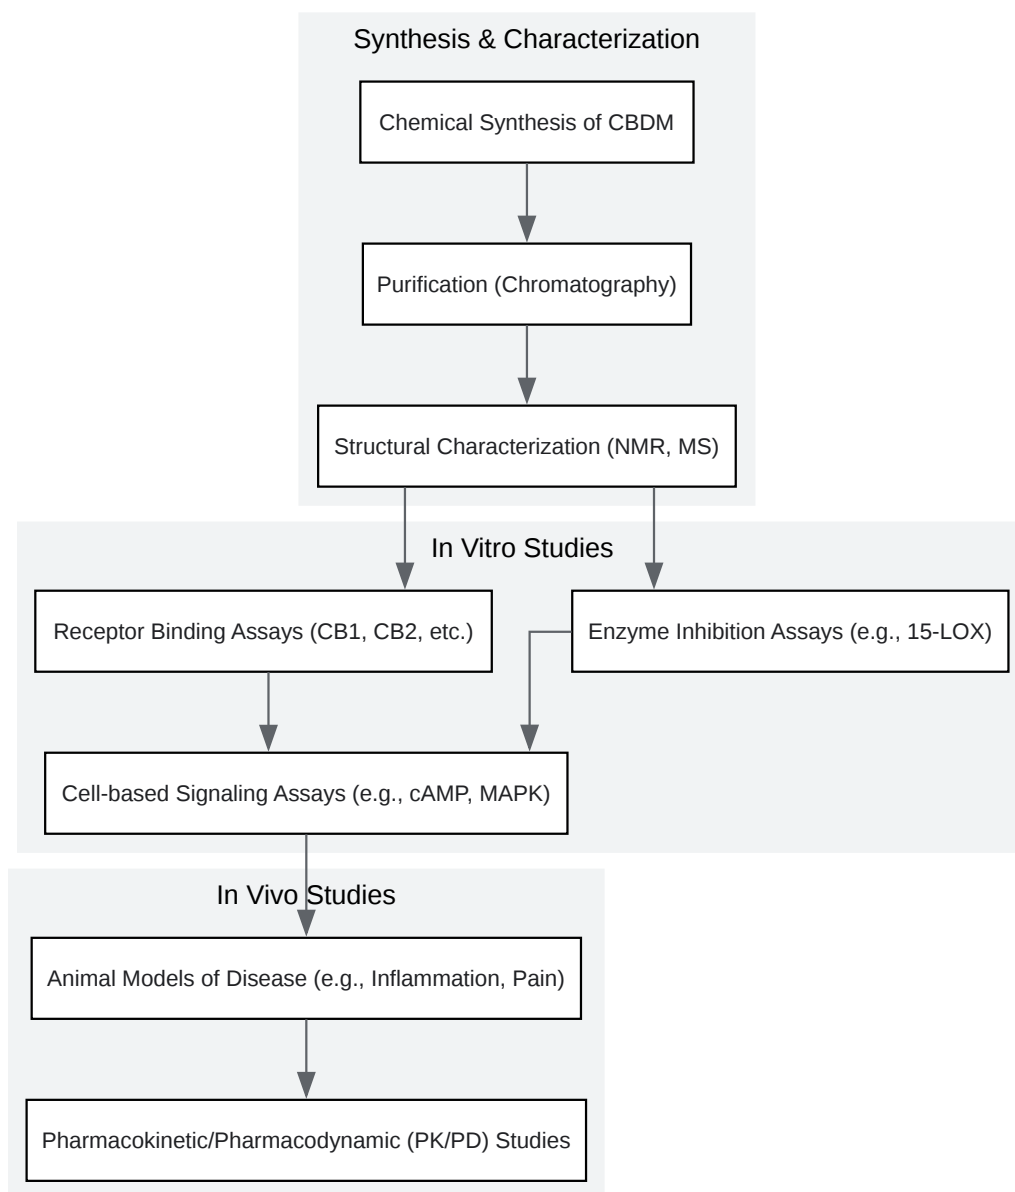 Synthesis & Characterization
Chemical Synthesis of CBDM
Purification (Chromatography)
Structural Characterization (NMR, MS)
In Vitro Studies
Receptor Binding Assays (CB1, CB2, etc.)
Enzyme Inhibition Assays (e.g., 15-LOX)
Cell-based Signaling Assays (e.g., cAMP, MAPK)
In Vivo Studies
Animal Models of Disease (e.g., Inflammation, Pain)
Pharmacokinetic/Pharmacodynamic (PK/PD) Studies